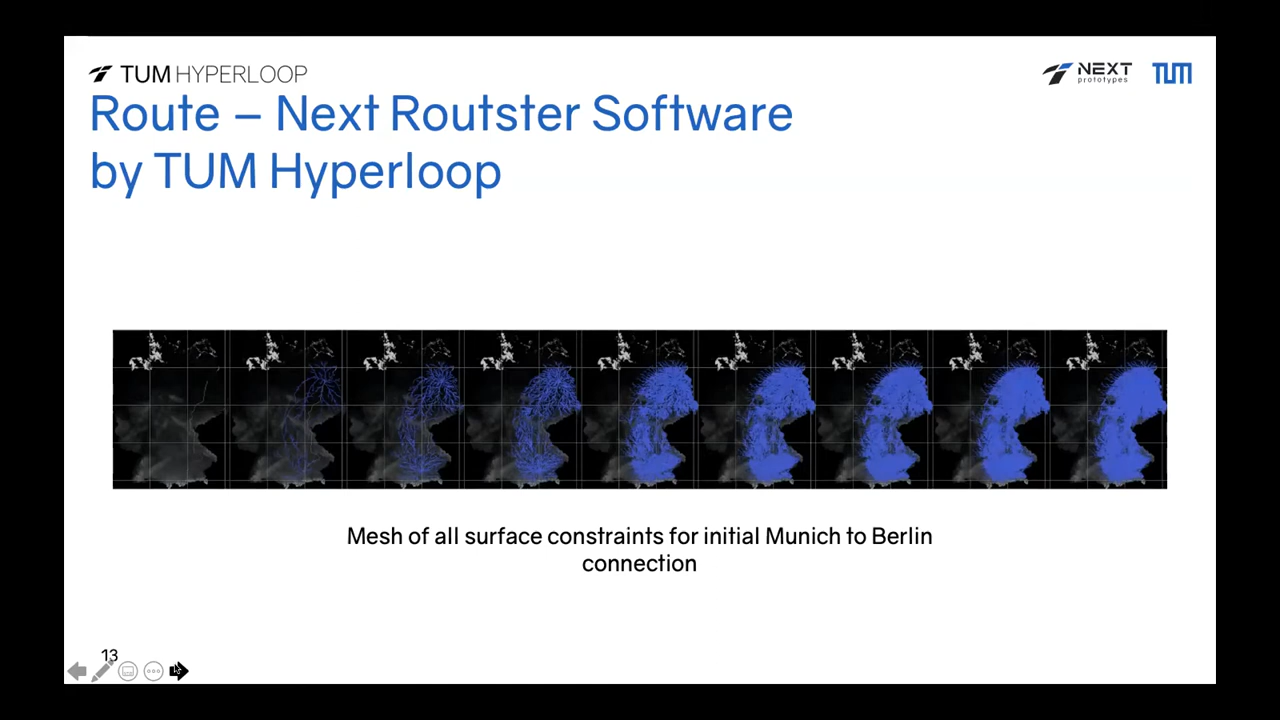 TUM HYPERLOOP
NEXT
prototypes
TUM
Route – Next Routster Software
by TUM Hyperloop
Mesh of all surface constraints for initial Munich to Berlin
connection
13